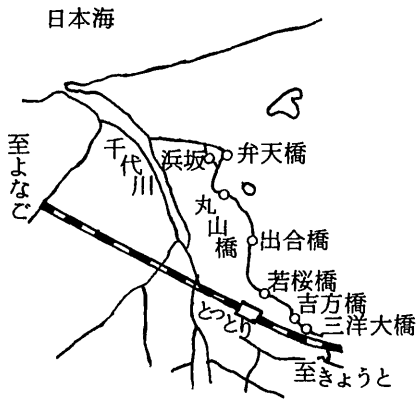 日本海
至よなご
千代川
浜坂
弁天橋
丸山橋
出合橋
若桜橋
吉方橋
三洋大橋
とっとり
至きょうと